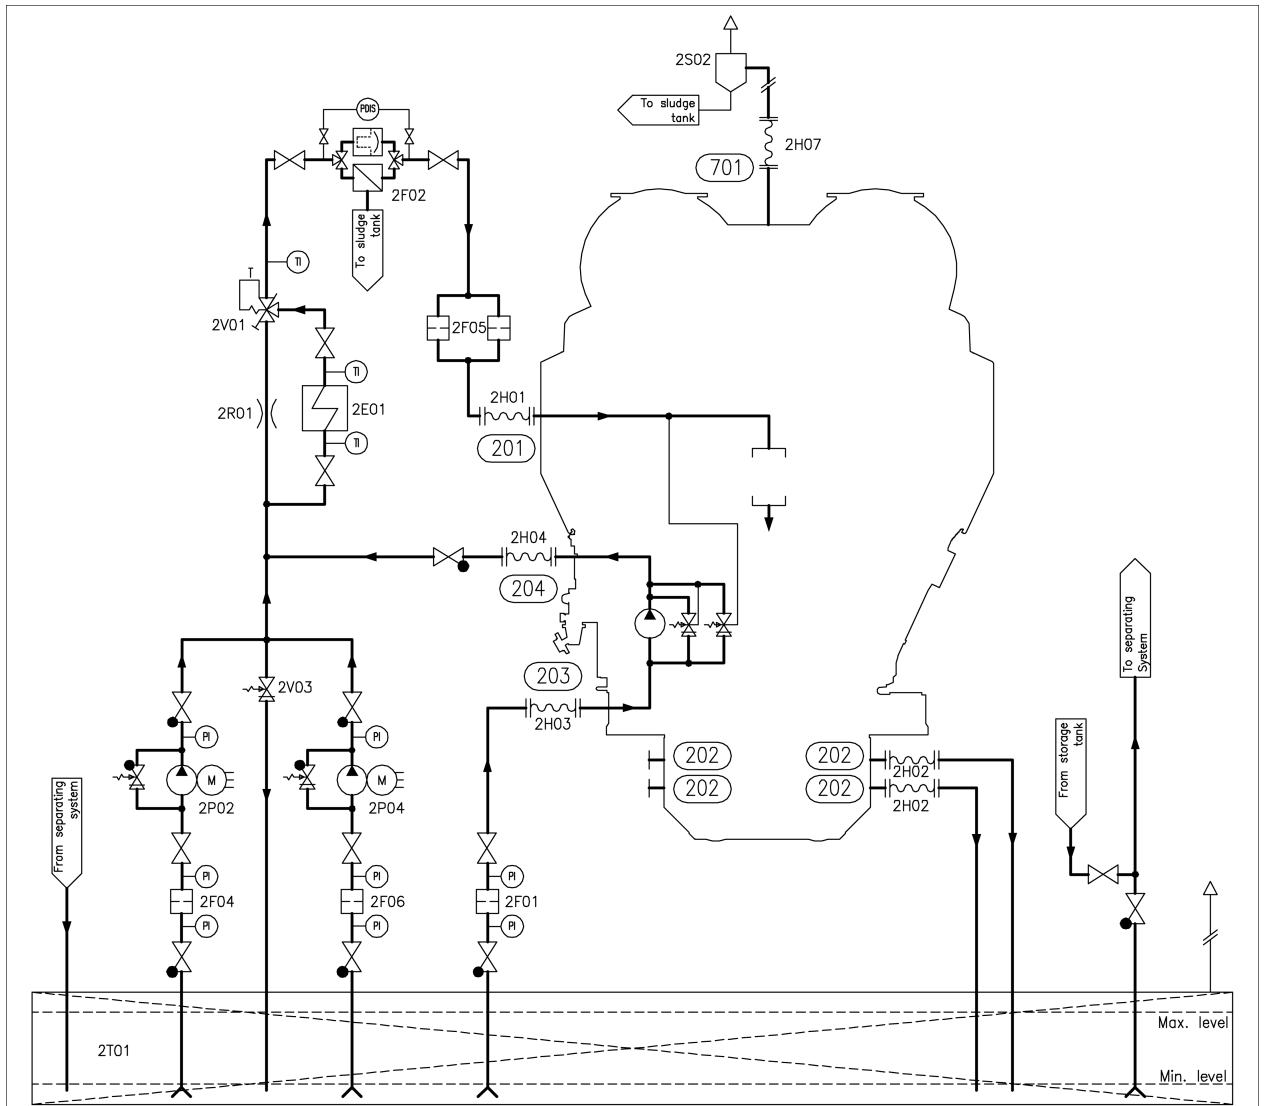 2S02
To sludge
tank
PDIS
2H07
701
2F02
To sludge
tank
TI
T
2V01
2F05
TI
2H01
2R01
2E01
201
TI
2H04
204
To separating
System
203
2V03
2H03
From storage
tank
PI
PI
202
202
2H02
M
M
202
202
2P02
2P04
2H02
From separating
system
PI
PI
PI
2F04
2F06
2F01
PI
PI
PI
Max. level
2T01
Min. level